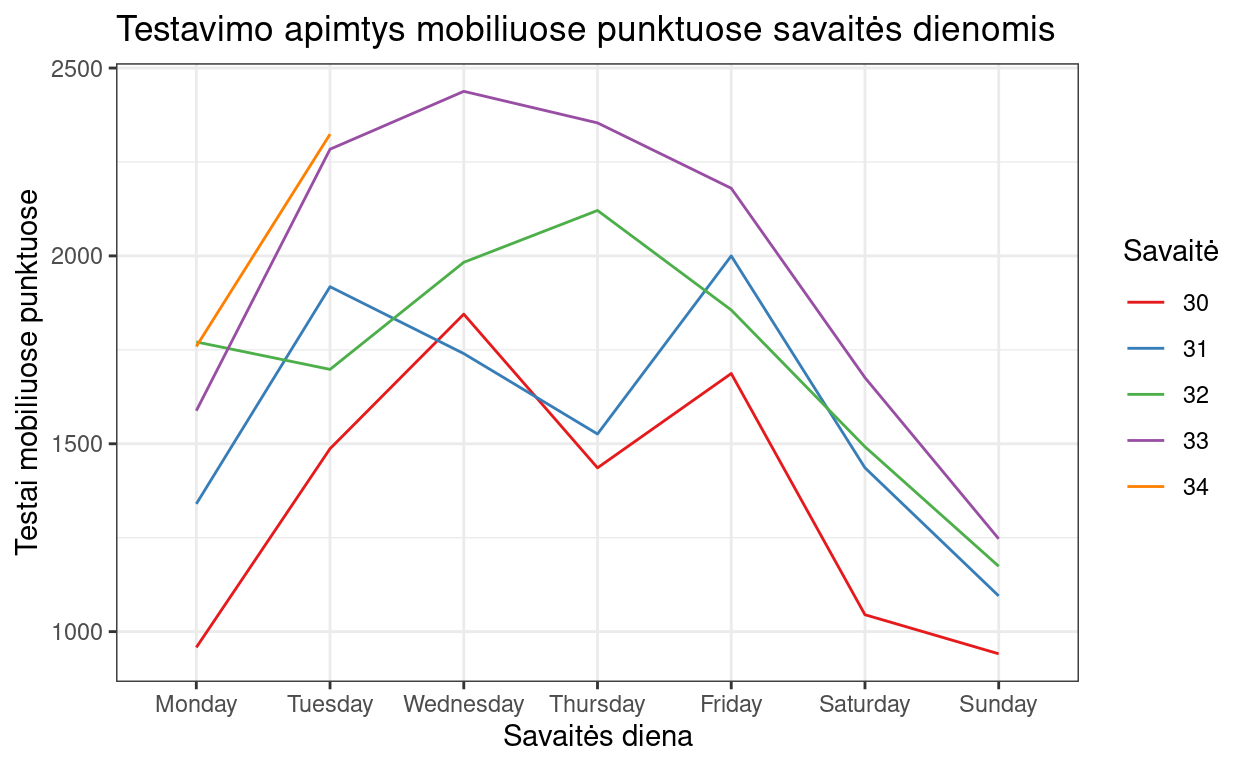 Testavimo apimtys mobiliuose punktuose savaitės dienomis
Testai mobiliuose punktuose
2500
2000
1500
1000
Monday
Tuesday
Wednesday
Thursday
Friday
Saturday
Sunday
Savaitės diena
Savaitė
30
31
32
33
34